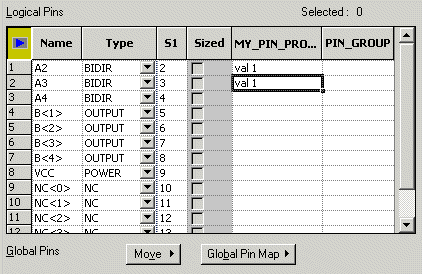 Logical Pins Selected : 0
Name Type S1 Sized MY_PIN_PRO... PIN_GROUP
1 A2 BIDIR 2 val 1
2 A3 BIDIR 3 val 1
3 A4 BIDIR 4
4 B<1> OUTPUT 5
5 B<2> OUTPUT 6
6 B<3> OUTPUT 7
7 B<4> OUTPUT 8
8 VCC POWER 9
9 NC<0> NC 10
10 NC<1> NC 11
11 NC<2> NC 12
12 NC<3> NC 13
Global Pins Move Global Pin Map